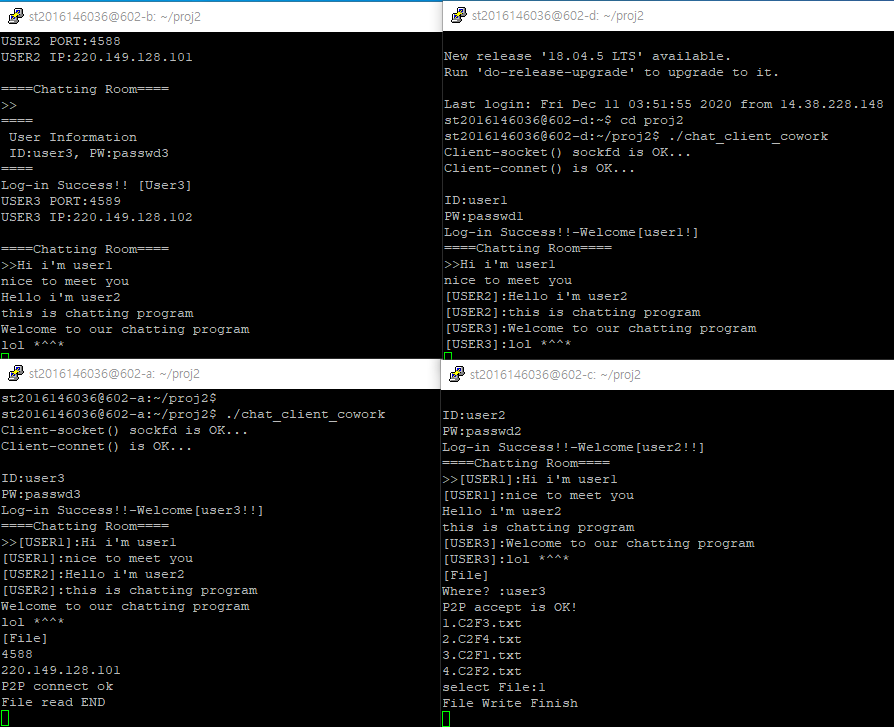 st2016146036@602-b: ~/proj2
USER2 PORT:4588
USER2 IP:220.149.128.101
====Chatting Room====
>>
====
User Information
ID:user3, PW:passwd3
====
Log-in Success!! [User3]
USER3 PORT:4589
USER3 IP:220.149.128.102
====Chatting Room====
>>Hi i'm user1
nice to meet you
Hello i'm user2
this is chatting program
Welcome to our chatting program
lol *^^*
st2016146036@602-d: ~/proj2
New release '18.04.5 LTS' available.
Run 'do-release-upgrade' to upgrade to it.
Last login: Fri Dec 11 03:51:55 2020 from 14.38.228.148
st2016146036@602-d:~$ cd proj2
st2016146036@602-d:~/proj2$ ./chat_client_cowork
Client-socket() sockfd is OK...
Client-connet() is OK...
ID:user1
PW:passwd1
Log-in Success!!-Welcome[user1!]
====Chatting Room====
>>Hi i'm user1
nice to meet you
[USER2]:Hello i'm user2
[USER2]:this is chatting program
[USER3]:Welcome to our chatting program
[USER3]:lol *^^*
st2016146036@602-a: ~/proj2
st2016146036@602-a:~/proj2$
st2016146036@602-a:~/proj2$ ./chat_client_cowork
Client-socket() sockfd is OK...
Client-connet() is OK...
ID:user3
PW:passwd3
Log-in Success!!-Welcome[user3!!]
====Chatting Room====
>>[USER1]:Hi i'm user1
[USER1]:nice to meet you
[USER2]:Hello i'm user2
[USER2]:this is chatting program
Welcome to our chatting program
lol *^^*
[File]
4588
220.149.128.101
P2P connect ok
File read END
st2016146036@602-c: ~/proj2
ID:user2
PW:passwd2
Log-in Success!!-Welcome[user2!!]
====Chatting Room====
>>[USER1]:Hi i'm user1
[USER1]:nice to meet you
Hello i'm user2
this is chatting program
[USER3]:Welcome to our chatting program
[USER3]:lol *^^*
[File]
Where? :user3
P2P accept is OK!
1.C2F3.txt
2.C2F4.txt
3.C2F1.txt
4.C2F2.txt
select File:1
File Write Finish